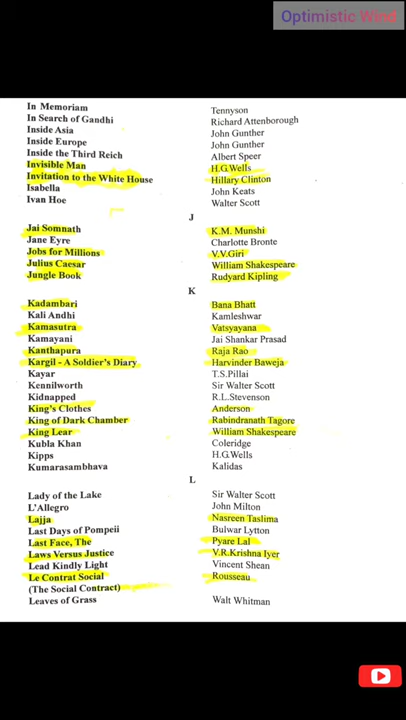 Optimistic Wind
In Memoriam Tennyson
In Search of Gandhi Richard Attenborough
Inside Asia John Gunther
Inside Europe John Gunther
Inside the Third Reich Albert Speer
Invisible Man H.G.Wells
Invitation to the White House Hillary Clinton
Isabella John Keats
Ivan Hoe Walter Scott
J
Jai Somnath K.M. Munshi
Jane Eyre Charlotte Bronte
Jobs for Millions V.V.Giri
Julius Caesar William Shakespeare
Jungle Book Rudyard Kipling
K
Kadambari Bana Bhatt
Kali Andhi Kamleshwar
Kamasutra Vatsyayana
Kamayani Jai Shankar Prasad
Kanthapura Raja Rao
Kargil - A Soldier's Diary Harvinder Baweja
Kayar T.S.Pillai
Kennilworth Sir Walter Scott
Kidnapped R.L.Stevenson
King's Clothes Anderson
King of Dark Chamber Rabindranath Tagore
King Lear William Shakespeare
Kubla Khan Coleridge
Kipps H.G.Wells
Kumarasambhava Kalidas
L
Lady of the Lake Sir Walter Scott
L'Allegro John Milton
Lajja Nasreen Taslima
Last Days of Pompeii Bulwar Lytton
Last Face, The Pyare Lal
Laws Versus Justice V.R.Krishna Iyer
Lead Kindly Light Vincent Shean
Le Contrat Social Rousseau
(The Social Contract)
Leaves of Grass Walt Whitman